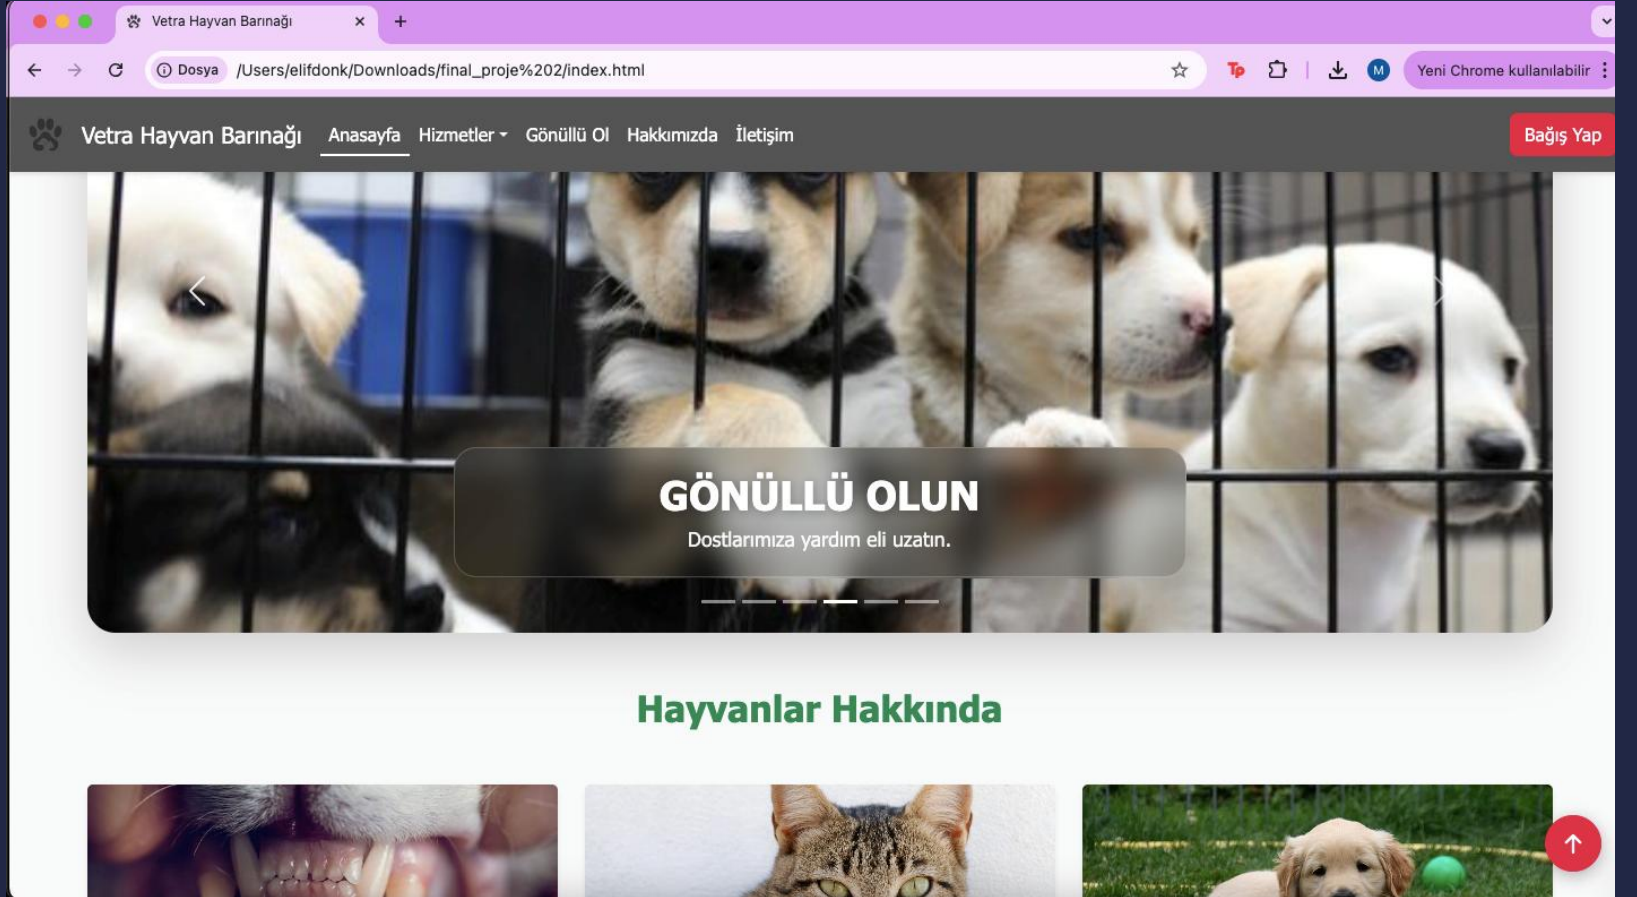 Vetra Hayvan Barınağı
Dosya /Users/elifdonk/Downloads/final_proje%202/index.html
Tp
M
Yeni Chrome kullanılabilir
Vetra Hayvan Barınağı Anasayfa Hizmetler Gönüllü Ol Hakkımızda İletişim Bağış Yap
GÖNÜLLÜ OLUN
Dostlarımıza yardım eli uzatın.
Hayvanlar Hakkında